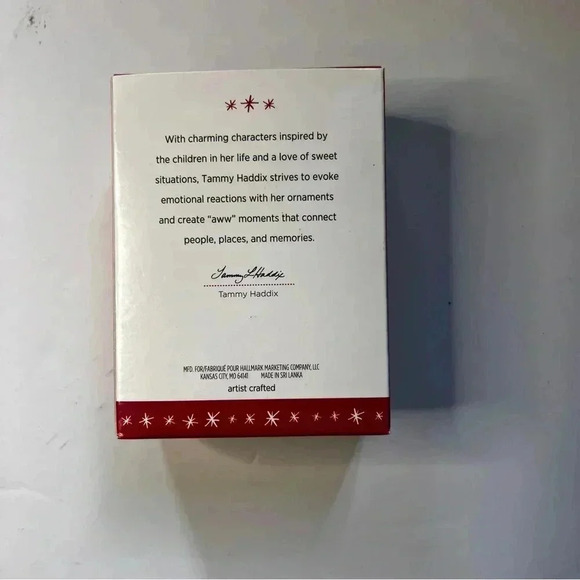 With charming characters inspired by
the children in her life and a love of sweet
situations, Tammy Haddix strives to evoke
emotional reactions with her ornaments
and create “aww” moments that connect
people, places, and memories.
Tammy L Haddix
Tammy Haddix
MFD. FOR/FABRIQUÉ POUR HALLMARK MARKETING COMPANY, LLC
KANSAS CITY, MO 64141 MADE IN SRI LANKA
artist crafted